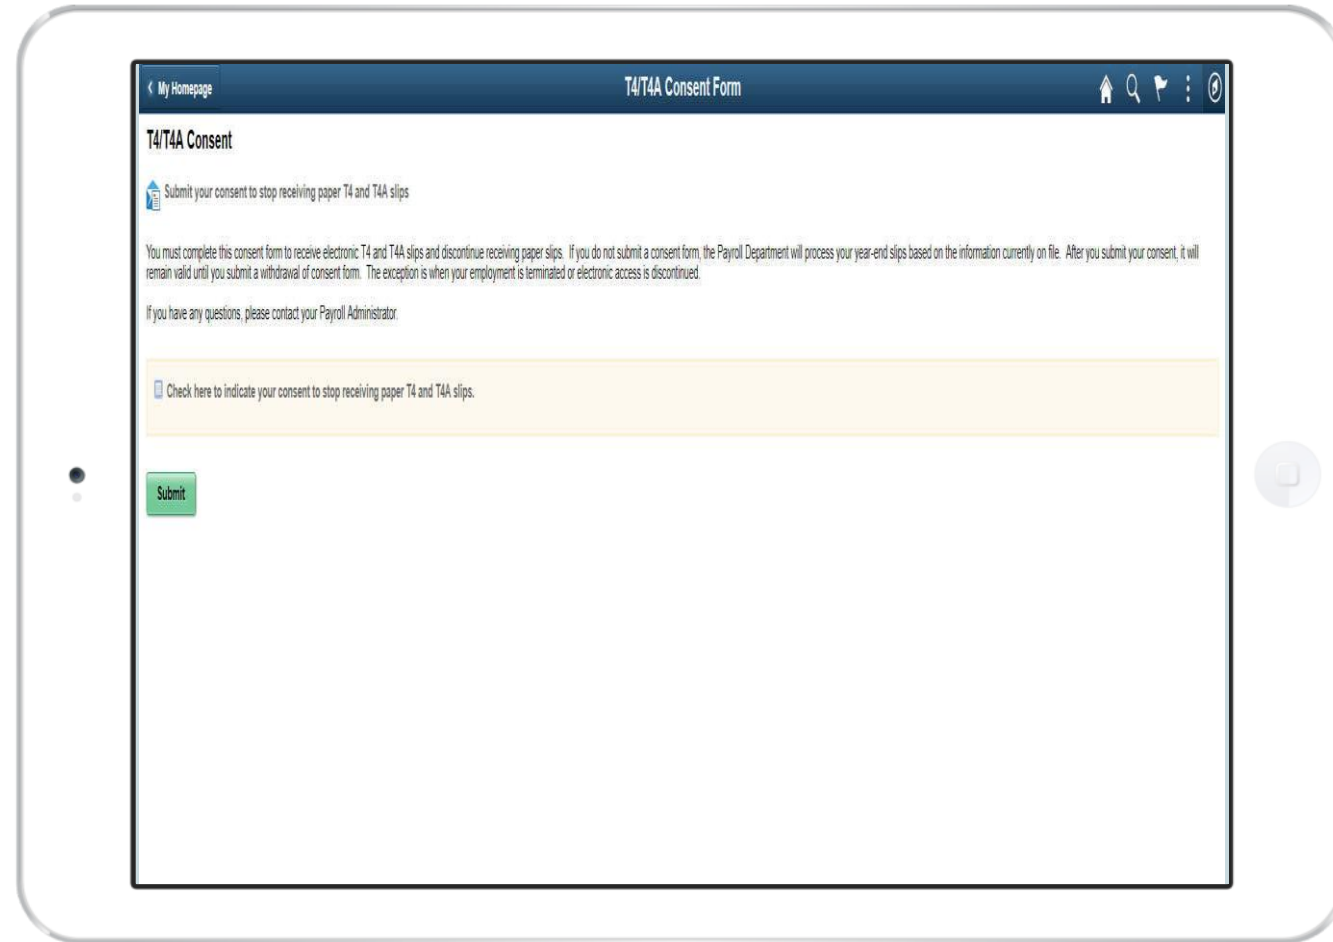 My Homepage
T4/T4A Consent Form
T4/T4A Consent
Submit your consent to stop receiving paper T4 and T4A slips
You must complete this consent form to receive electronic T4 and T4A slips and discontinue receiving paper slips. If you do not submit a consent form, the Payroll Department will process your year-end slips based on the information currently on file. After you submit your consent, it will
remain valid until you submit a withdrawal of consent form. The exception is when your employment is terminated or electronic access is discontinued.
If you have any questions, please contact your Payroll Administrator.
Check here to indicate your consent to stop receiving paper T4 and T4A slips.
Submit